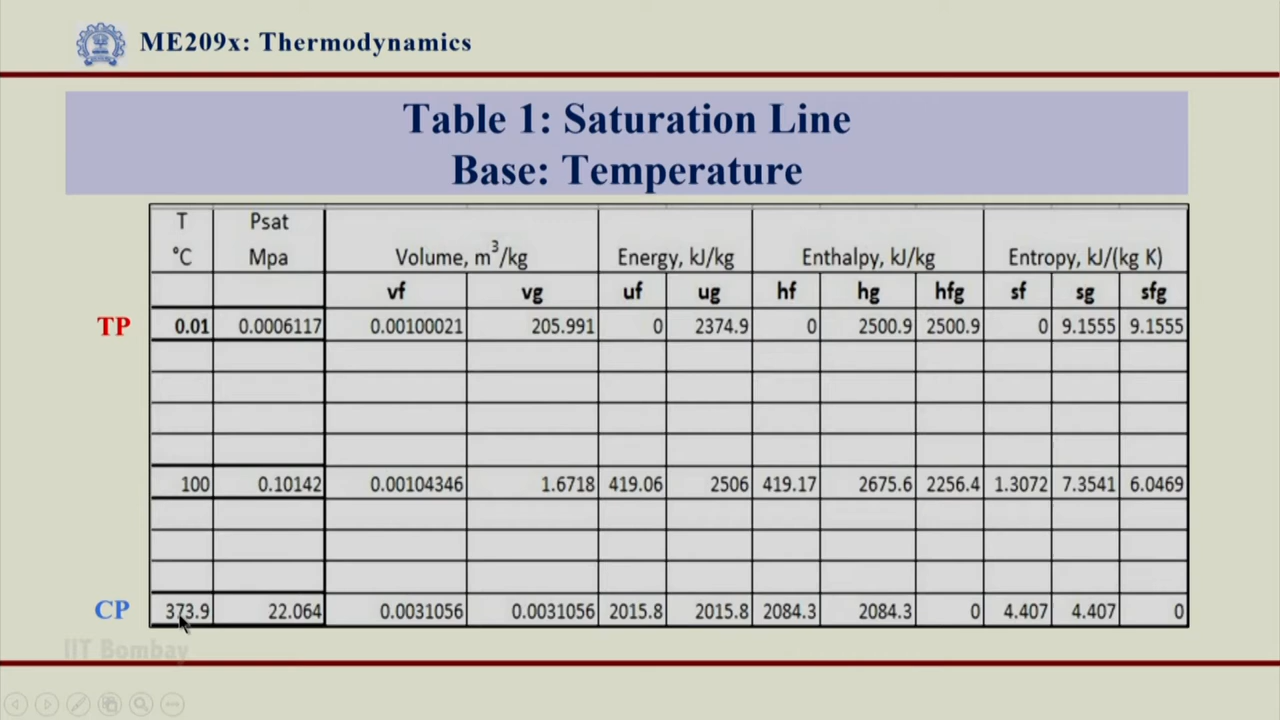 ME209x: Thermodynamics
Table 1: Saturation Line
Base: Temperature
T Psat
°C Mpa Volume, m³/kg Energy, kJ/kg Enthalpy, kJ/kg Entropy, kJ/(kg K)
vf vg uf ug hf hg hfg sf sg sfg
TP 0.01 0.0006117 0.00100021 205.991 0 2374.9 0 2500.9 2500.9 0 9.1555 9.1555
100 0.10142 0.00104346 1.6718 419.06 2506 419.17 2675.6 2256.4 1.3072 7.3541 6.0469
CP 373.9 22.064 0.0031056 0.0031056 2015.8 2015.8 2084.3 2084.3 0 4.407 4.407 0
IIT Bombay